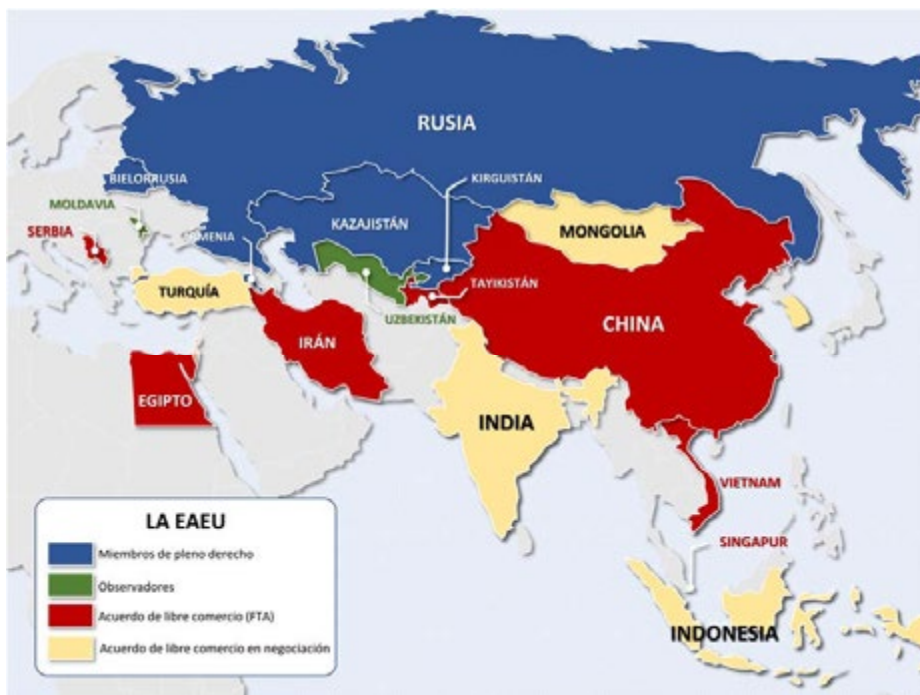 RUSIA
BIELORRUSIA
KIRGUISTÁN
MOLDAVIA
KAZAJISTÁN
SERBIA
ARMENIA
MONGOLIA
TURQUÍA
TAYIKISTÁN
UZBEKISTÁN
CHINA
IRÁN
EGIPTO
INDIA
VIETNAM
SINGAPUR
INDONESIA
LA EAEU
Miembros de pleno derecho
Observadores
Acuerdo de libre comercio (FTA)
Acuerdo de libre comercio en negociación